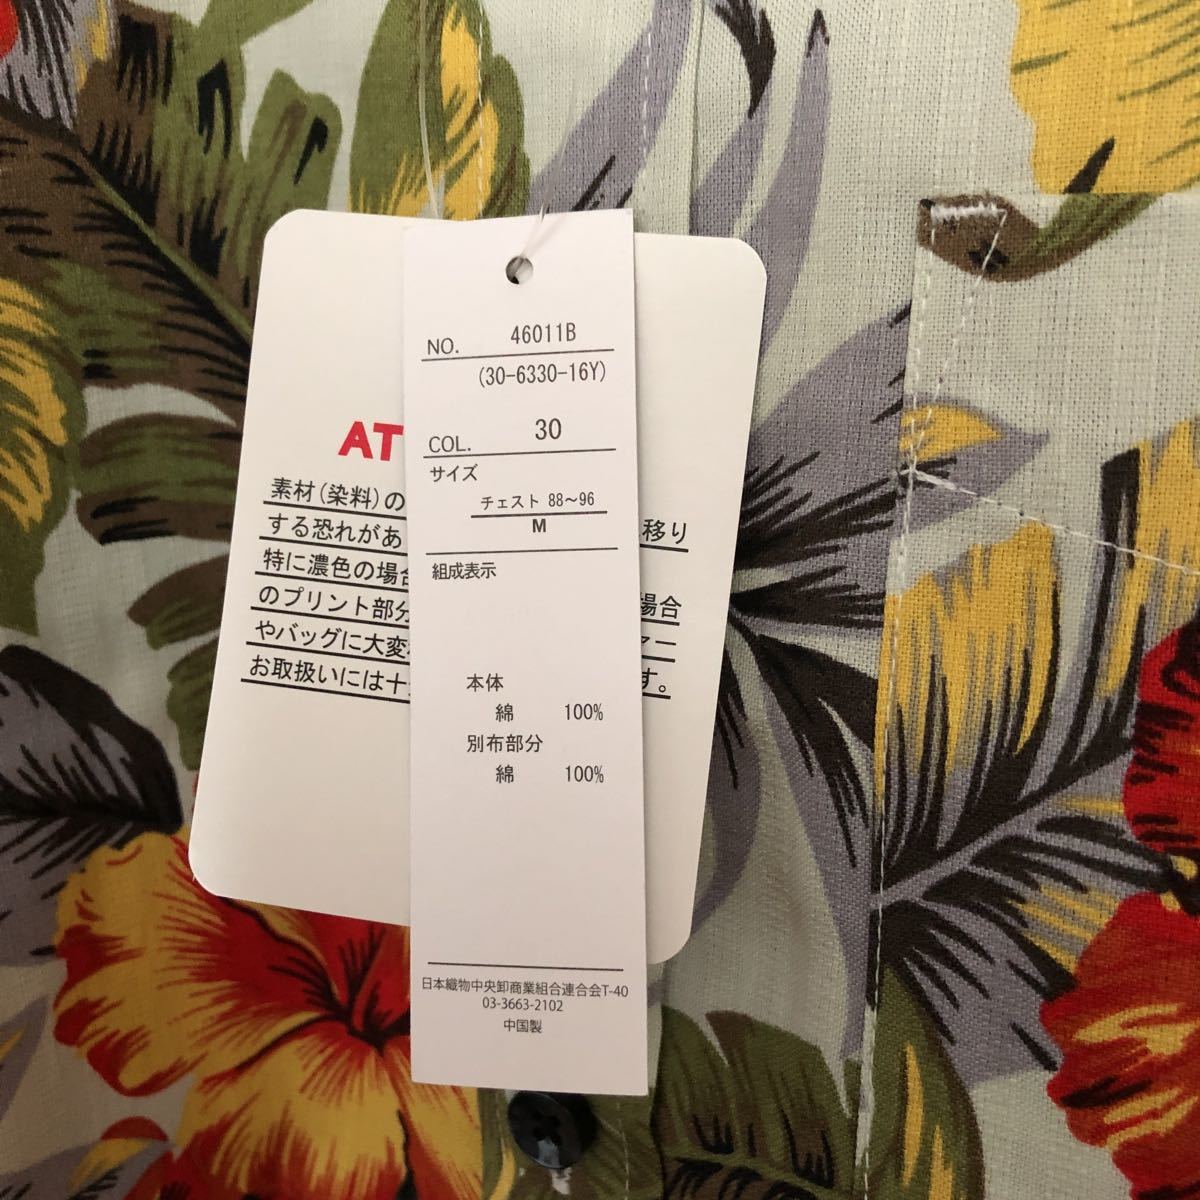 NO. 46011B
(30-6330-16Y)
COL. 30
サイズ
チェスト 88～96
M
組成表示
本体
綿 100%
別布部分
綿 100%
日本織物中央卸商業組合連合会T-40
03-3663-2102
中国製
AT
素材(染料)の
する恐れがあ 移り
特に濃色の場合
のプリント部分 場合
やバッグに大変 ァー
お取扱いには十 す。